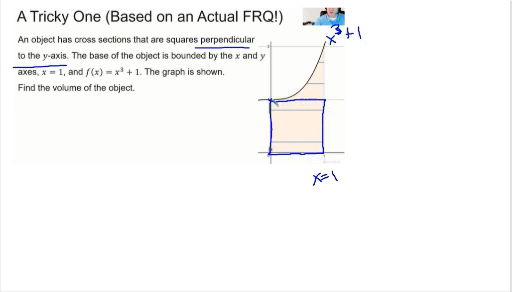 A Tricky One (Based on an Actual FRQ!)
An object has cross sections that are squares perpendicular
to the y-axis. The base of the object is bounded by the x and y
axes, x = 1, and f(x) = x³ + 1. The graph is shown.
Find the volume of the object.
x³+1
x=1